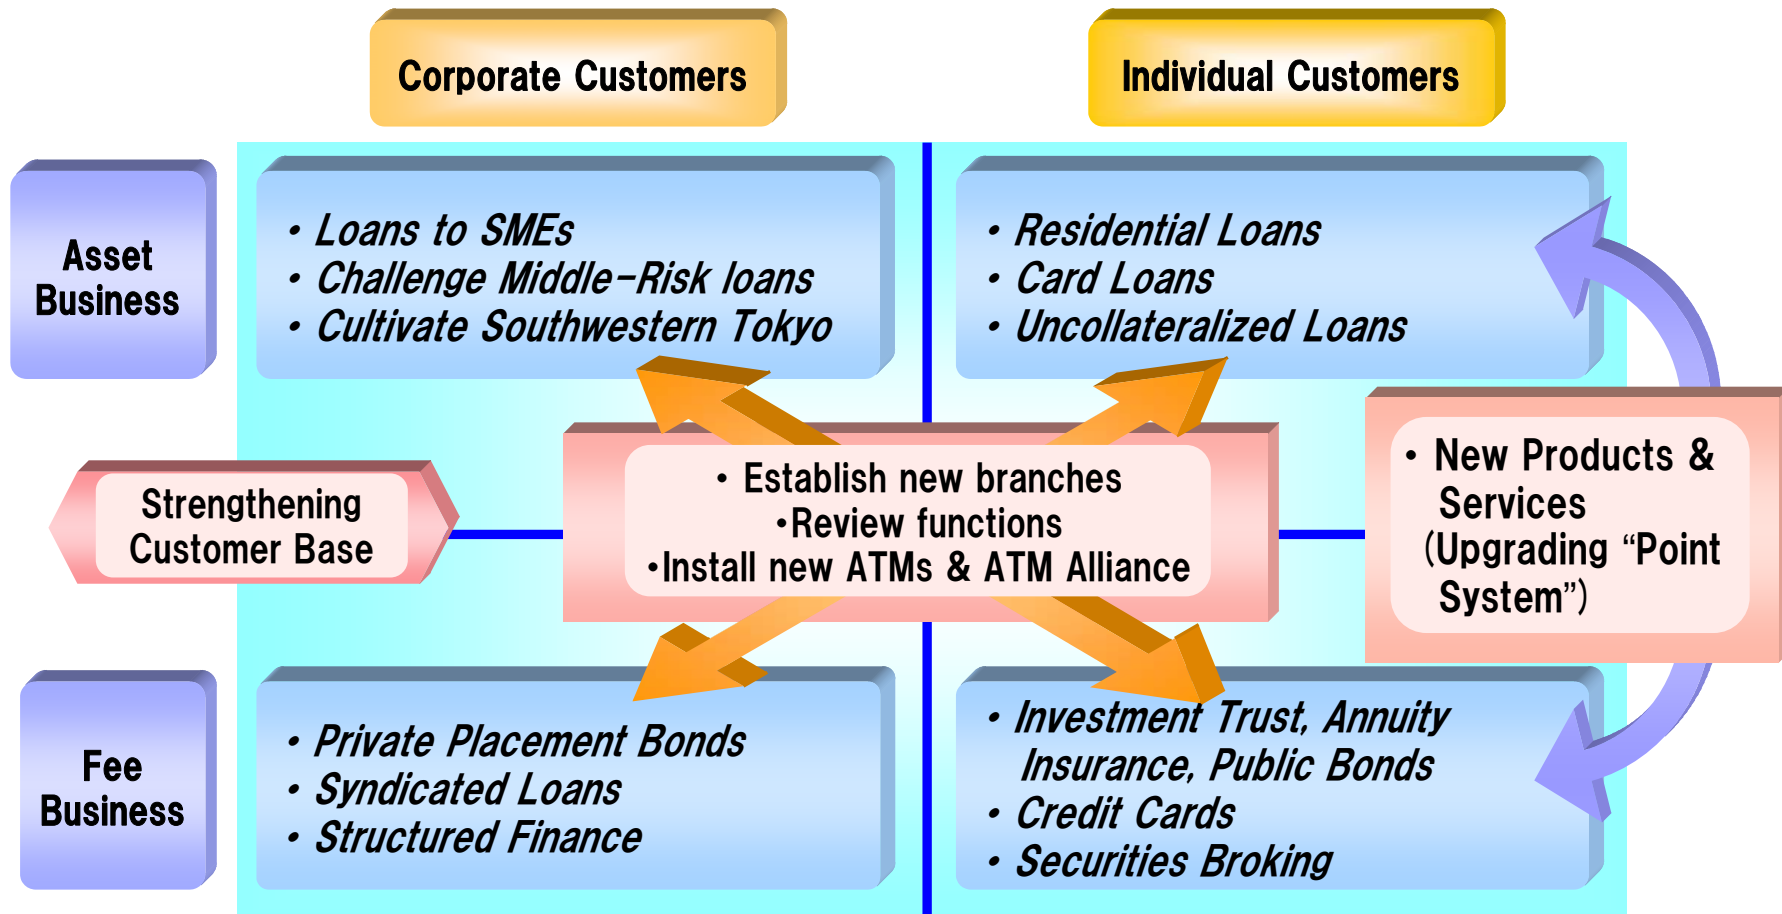 Corporate Customers
Individual Customers
Asset
Business
• Loans to SMEs
• Challenge Middle-Risk loans
• Cultivate Southwestern Tokyo
• Residential Loans
• Card Loans
• Uncollateralized Loans
Strengthening
Customer Base
• Establish new branches
•Review functions
•Install new ATMs & ATM Alliance
• New Products &
Services
(Upgrading “Point
System”)
Fee
Business
• Private Placement Bonds
• Syndicated Loans
• Structured Finance
• Investment Trust, Annuity
Insurance, Public Bonds
• Credit Cards
• Securities Broking